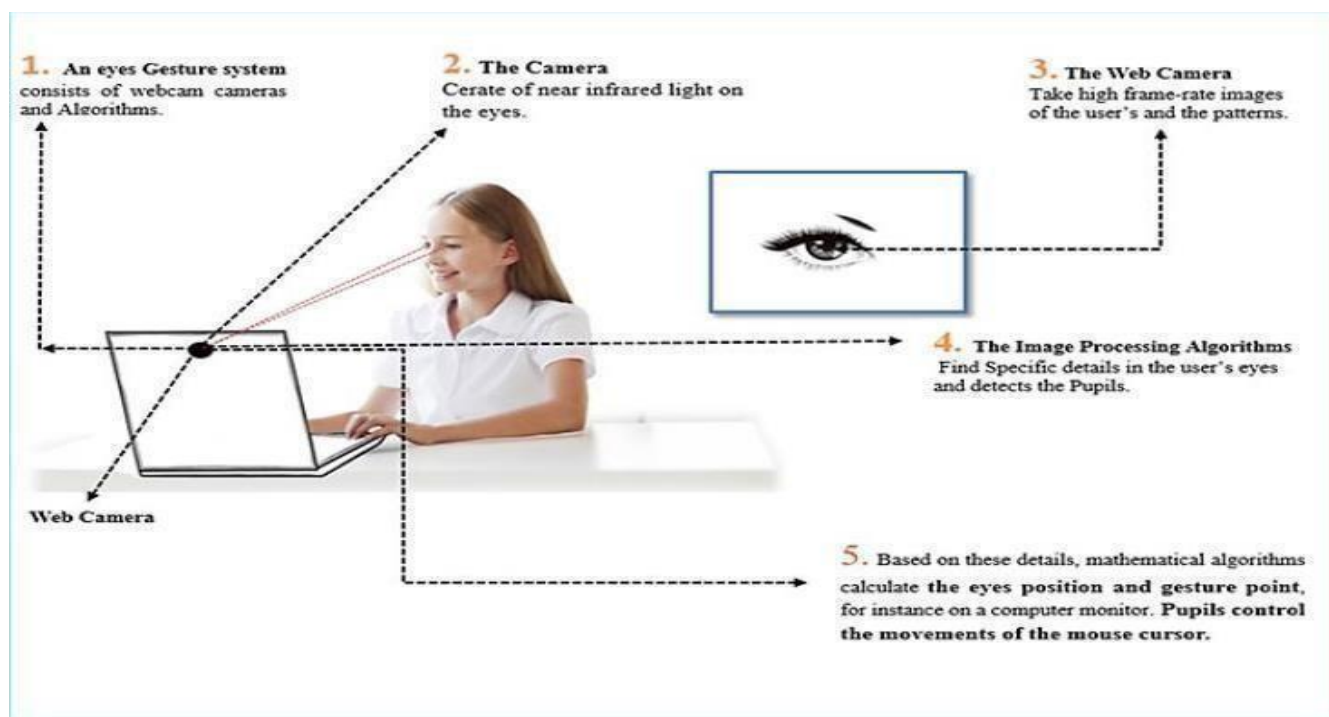 1. An eyes Gesture system
consists of webcam cameras
and Algorithms.
2. The Camera
Cerate of near infrared light on
the eyes.
3. The Web Camera
Take high frame-rate images
of the user's and the patterns.
4. The Image Processing Algorithms
Find Specific details in the user's eyes
and detects the Pupils.
Web Camera
5. Based on these details, mathematical algorithms
calculate the eyes position and gesture point,
for instance on a computer monitor. Pupils control
the movements of the mouse cursor.